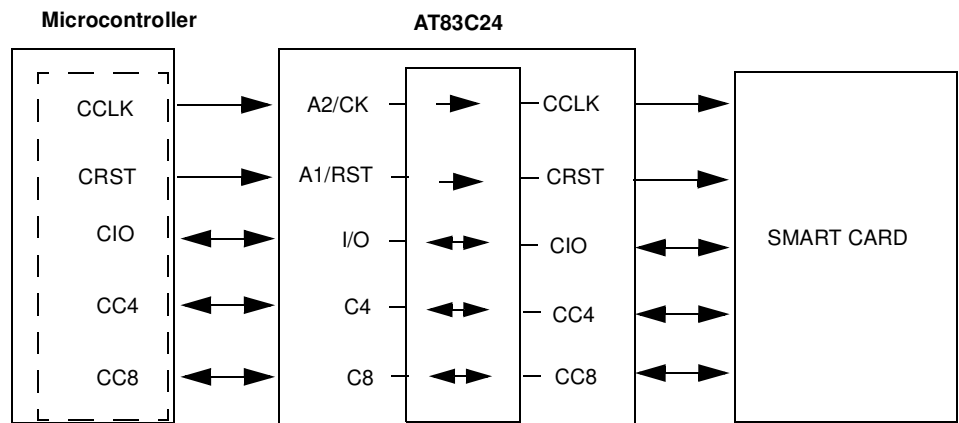 Microcontroller
AT83C24
CCLK A2/CK CCLK
CRST A1/RST CRST
CIO I/O CIO SMART CARD
CC4 C4 CC4
CC8 C8 CC8